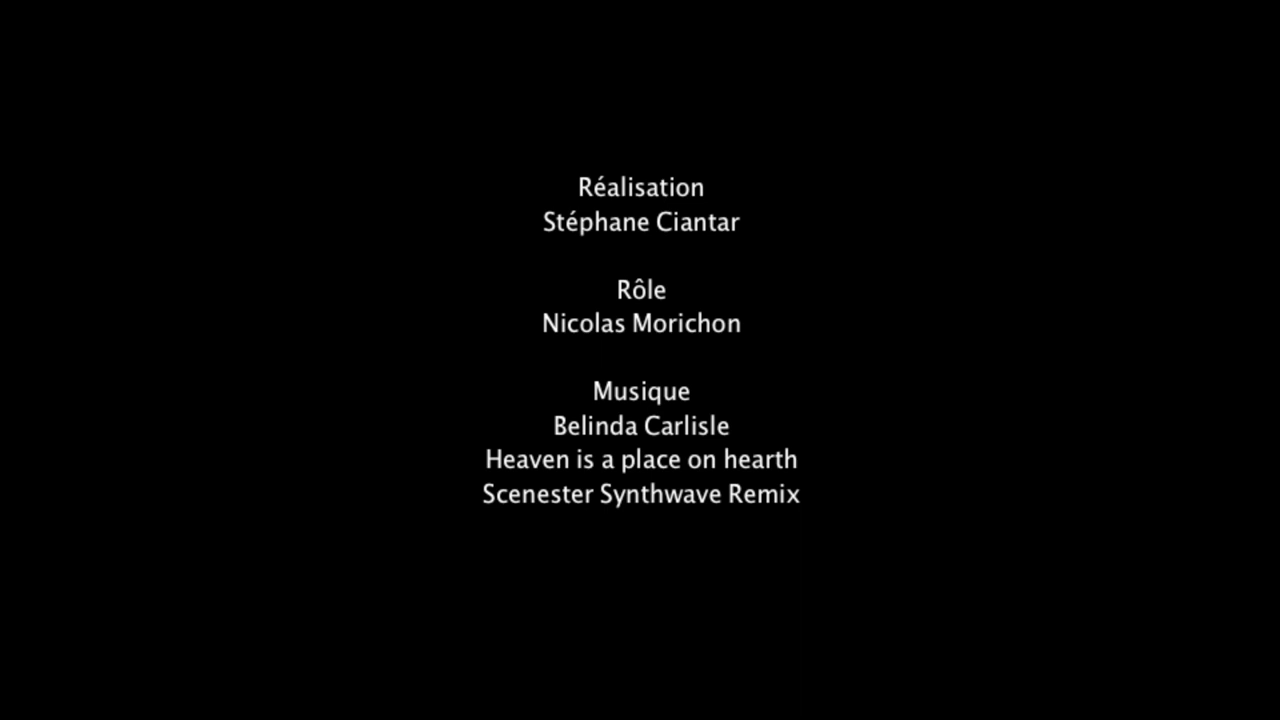 Réalisation
Stéphane Ciantar
Rôle
Nicolas Morichon
Musique
Belinda Carlisle
Heaven is a place on hearth
Scenester Synthwave Remix